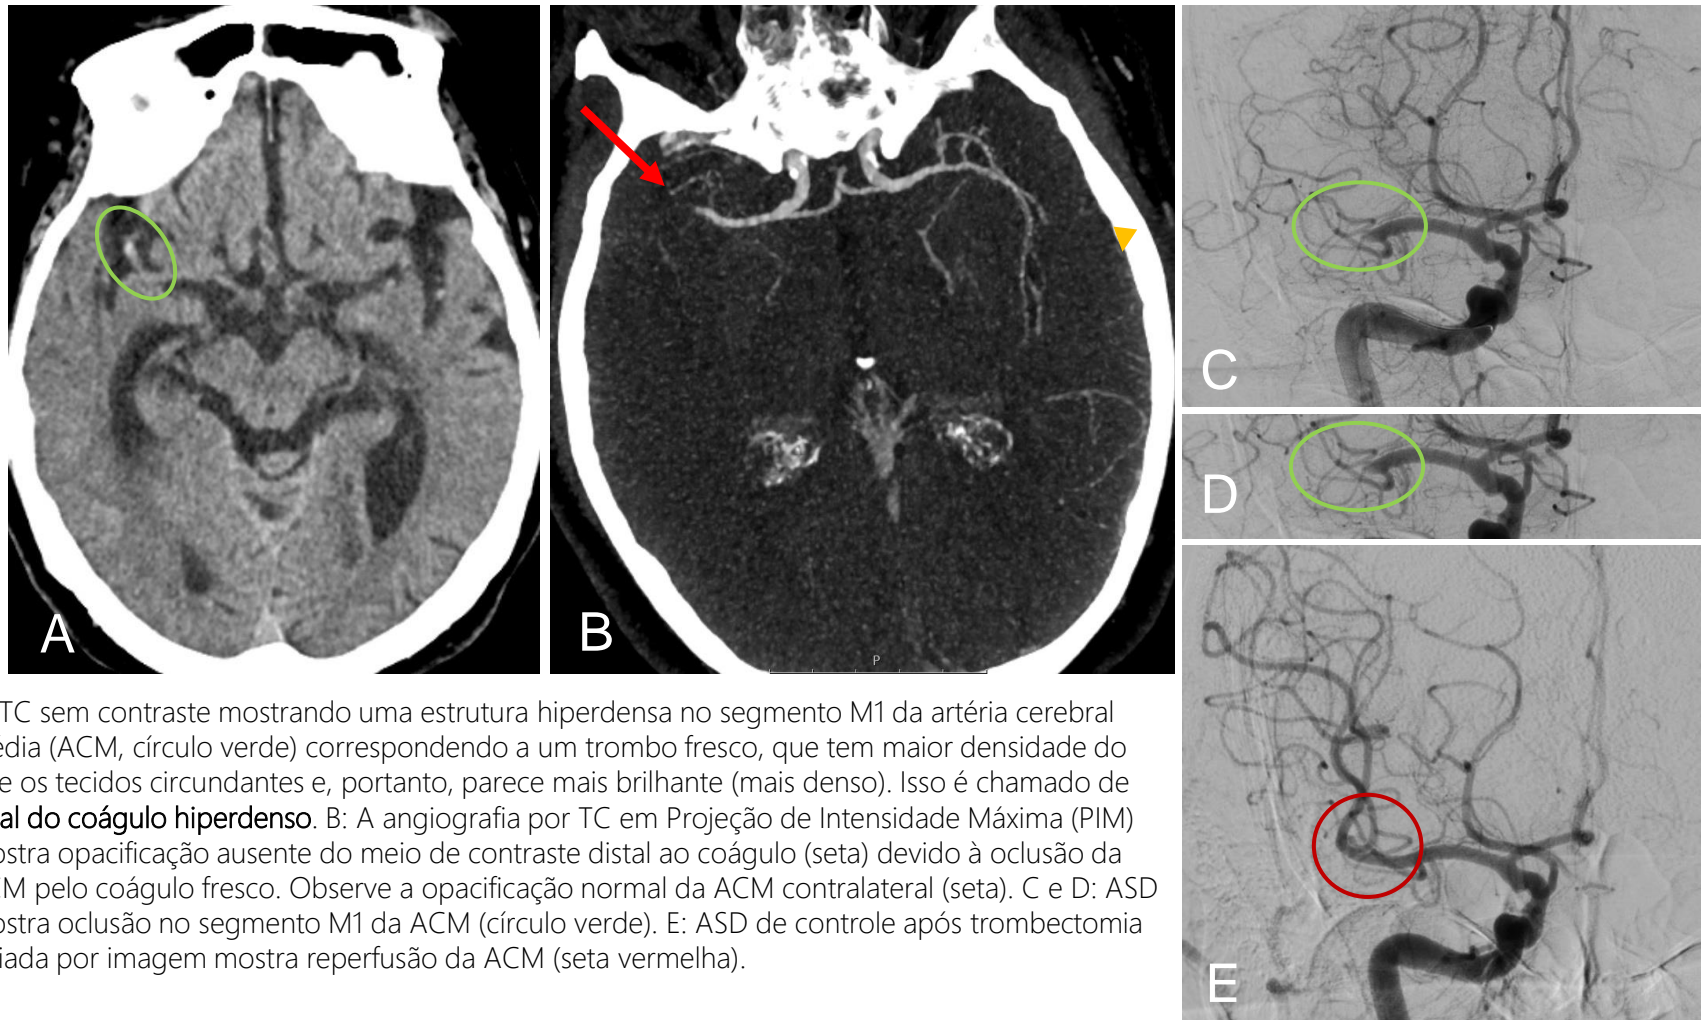 A
B
P
C
D
E
TC sem contraste mostrando uma estrutura hiperdensa no segmento M1 da artéria cerebral
édia (ACM, círculo verde) correspondendo a um trombo fresco, que tem maior densidade do
e os tecidos circundantes e, portanto, parece mais brilhante (mais denso). Isso é chamado de
al do coágulo hiperdenso. B: A angiografia por TC em Projeção de Intensidade Máxima (PIM)
ostra opacificação ausente do meio de contraste distal ao coágulo (seta) devido à oclusão da
CM pelo coágulo fresco. Observe a opacificação normal da ACM contralateral (seta). C e D: ASD
ostra oclusão no segmento M1 da ACM (círculo verde). E: ASD de controle após trombectomia
iada por imagem mostra reperfusão da ACM (seta vermelha).